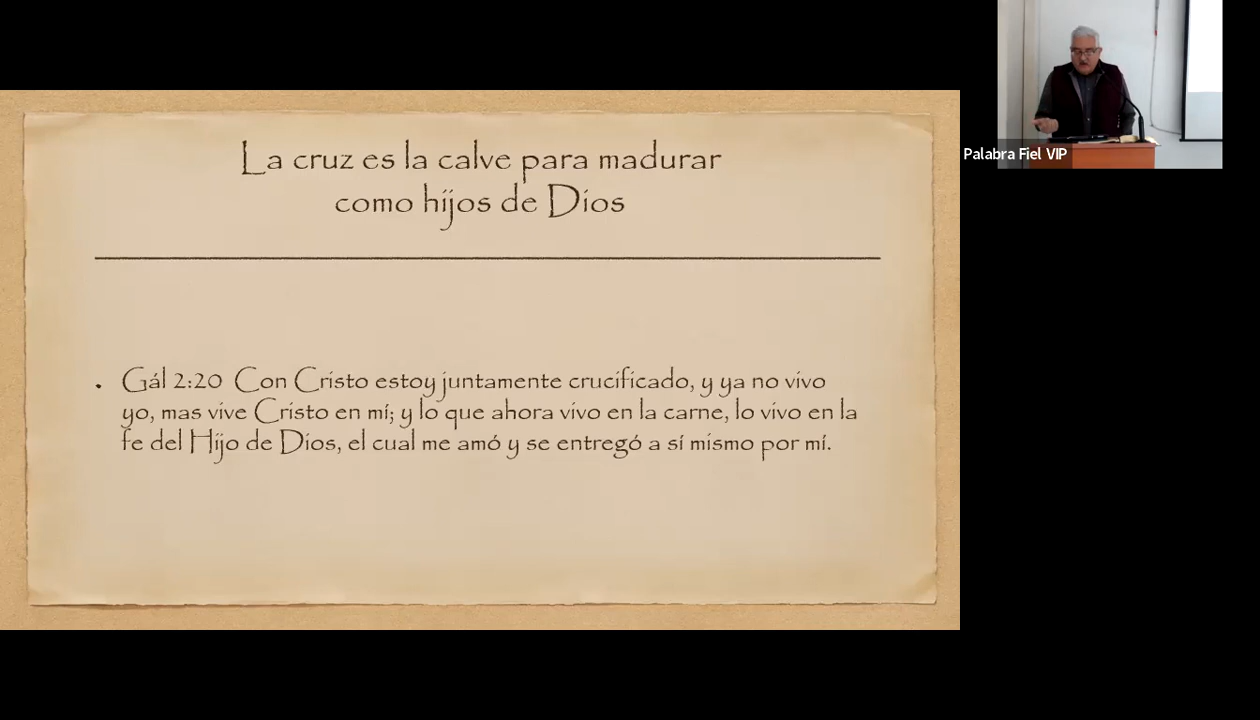 La cruz es la calve para madurar
como hijos de Dios
• Gál 2:20 Con Cristo estoy juntamente crucificado, y ya no vivo
yo, mas vive Cristo en mí; y lo que ahora vivo en la carne, lo vivo en la
fe del Hijo de Dios, el cual me amó y se entregó a sí mismo por mí.
Palabra Fiel VIP